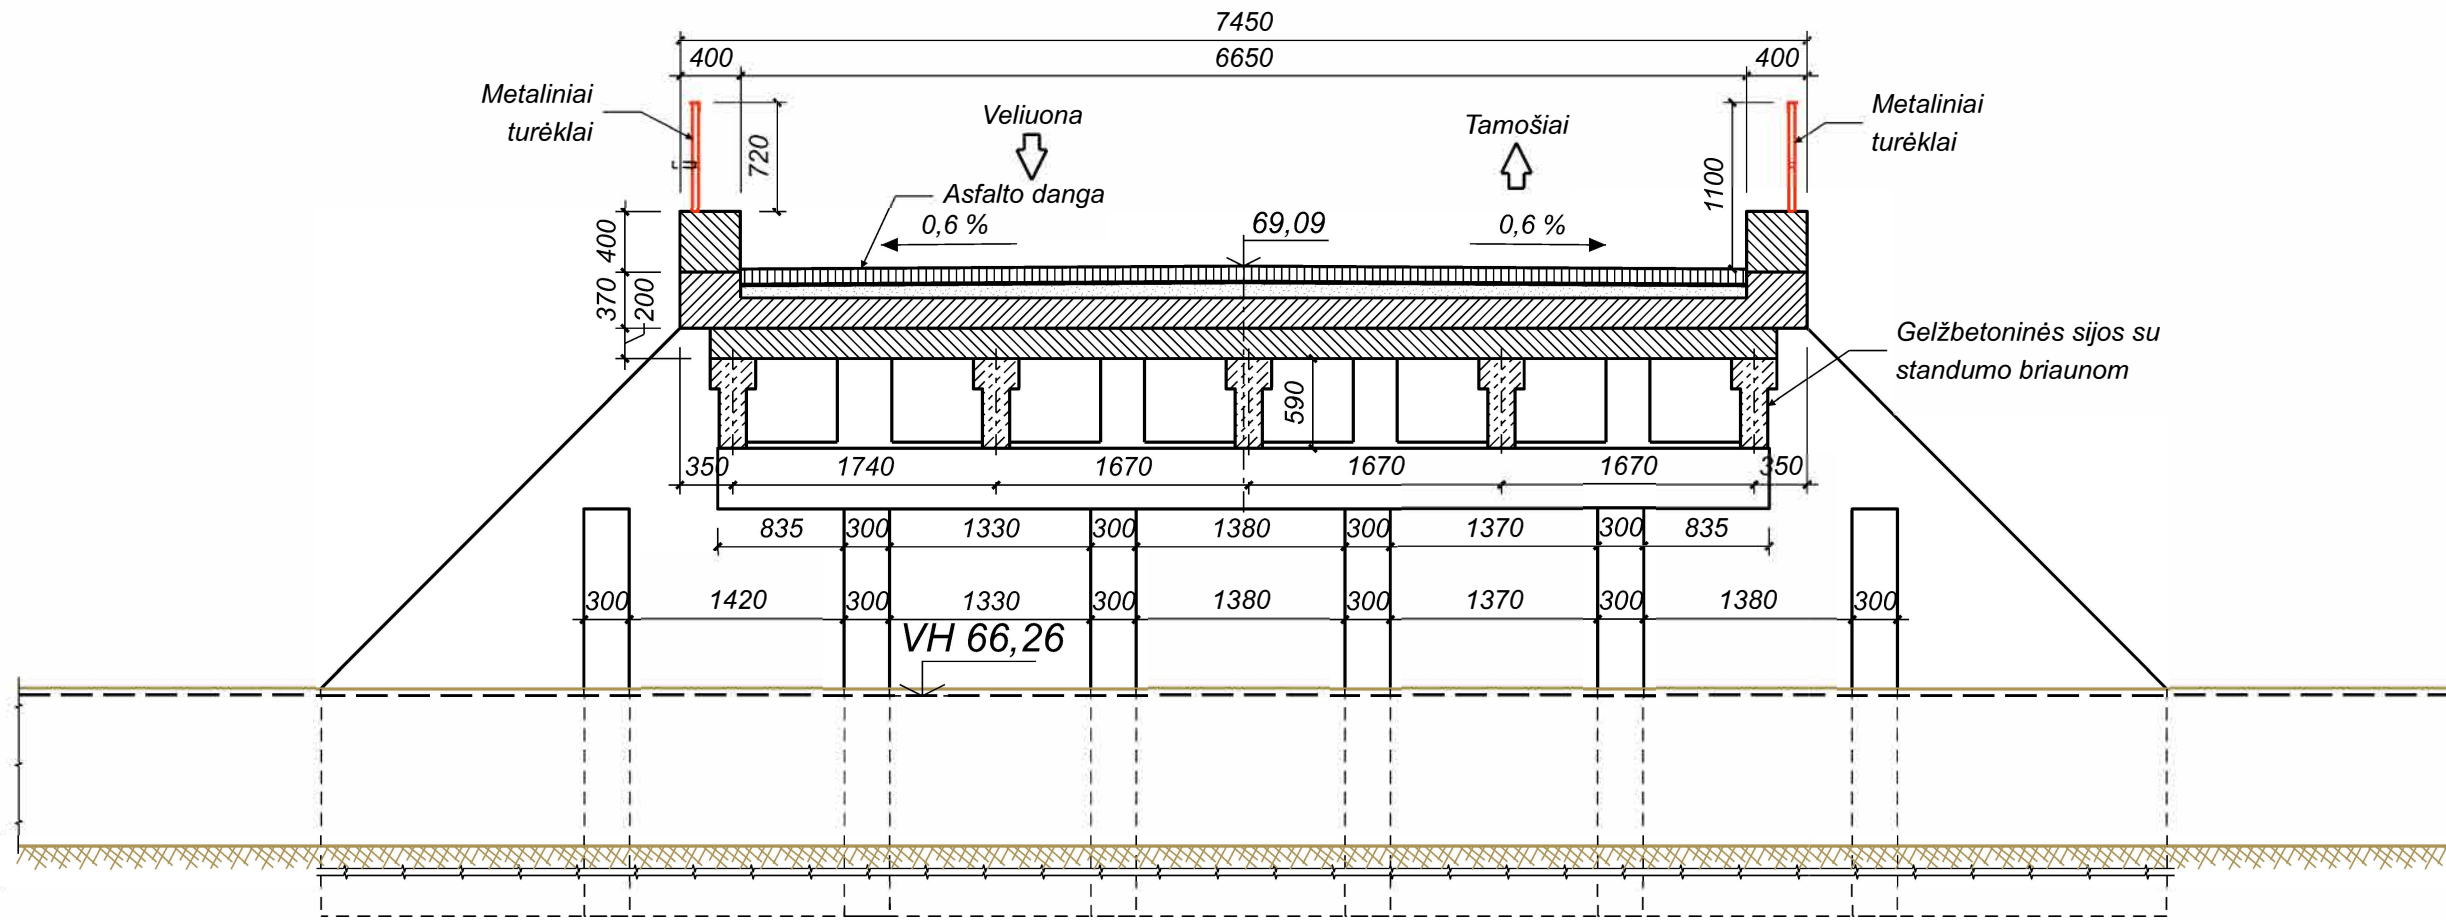 7450
400 6650 400
Metaliniai
turėklai
Veliuona
Tamošiai
Metaliniai
turėklai
720
1100
Asfalto danga
0,6 %
69,09
0,6 %
400
370
200
Gelžbetoninės sijos su
standumo briaunom
590
350 1740 1670 1670 1670 350
835 300 1330 300 1380 300 1370 300 835
300 1420 300 1330 300 1380 300 1370 300 1380 300
VH 66,26